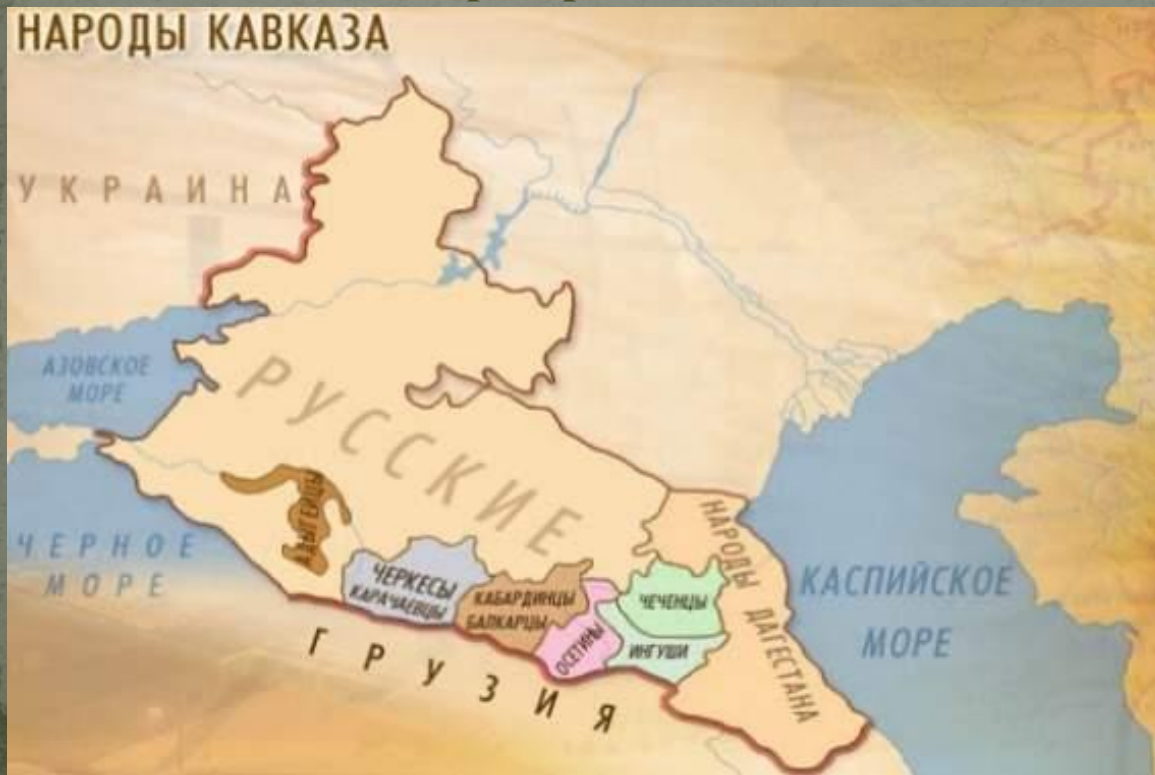 НАРОДЫ КАВКАЗА
УКРАИНА
АЗОВСКОЕ
МОРЕ
РУССКИЕ
АДЫГЕЙЦЫ
ЧЕРНОЕ
МОРЕ
ЧЕРКЕСЫ
КАРАЧАЕВЦЫ
КАБАРДИНЦЫ
БАЛКАРЦЫ
ОСЕТИНЫ
ЧЕЧЕНЦЫ
ИНГУШИ
НАРОДЫ ДАГЕСТАНА
КАСПИЙСКОЕ
МОРЕ
ГРУЗИЯ